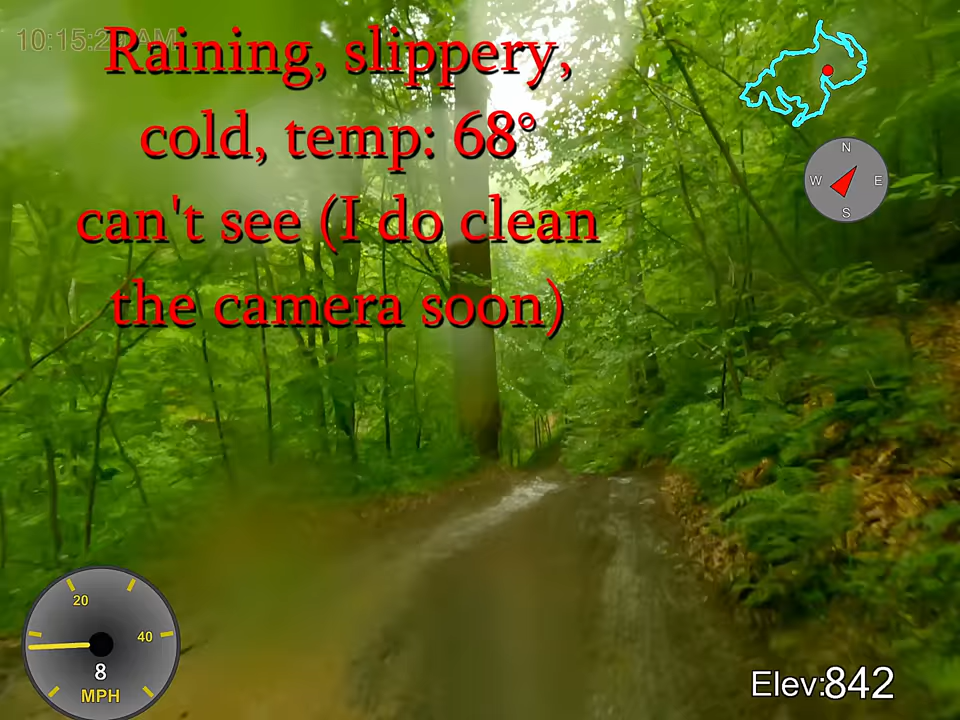 Raining, slippery,
cold, temp: 68°
can't see (I do clean
the camera soon)
N
W E
S
20
40
8
MPH
Elev:842